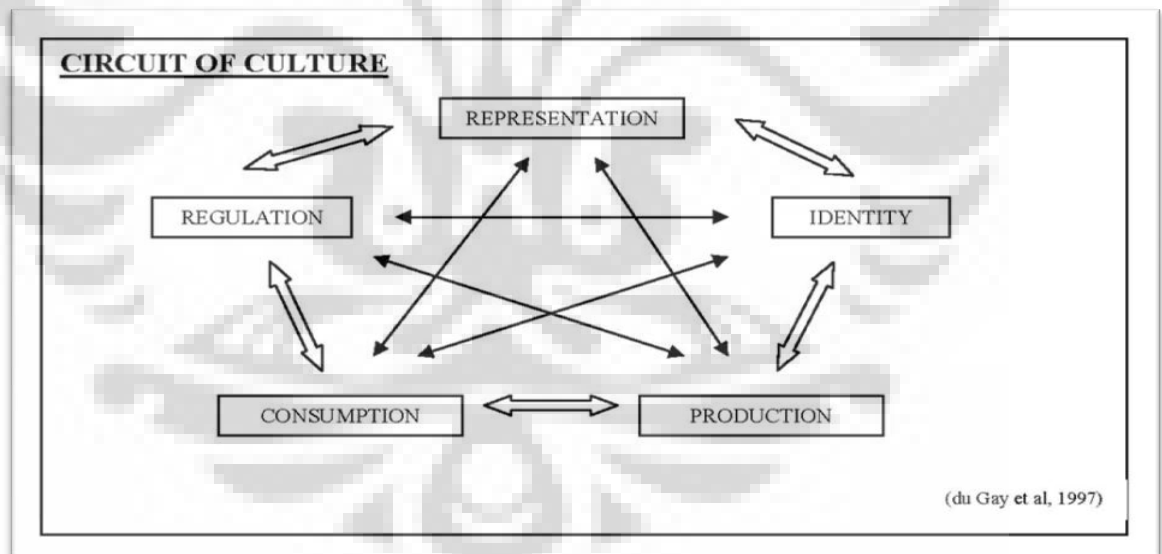 CIRCUIT OF CULTURE
REPRESENTATION
REGULATION
IDENTITY
CONSUMPTION
PRODUCTION
(du Gay et al, 1997)